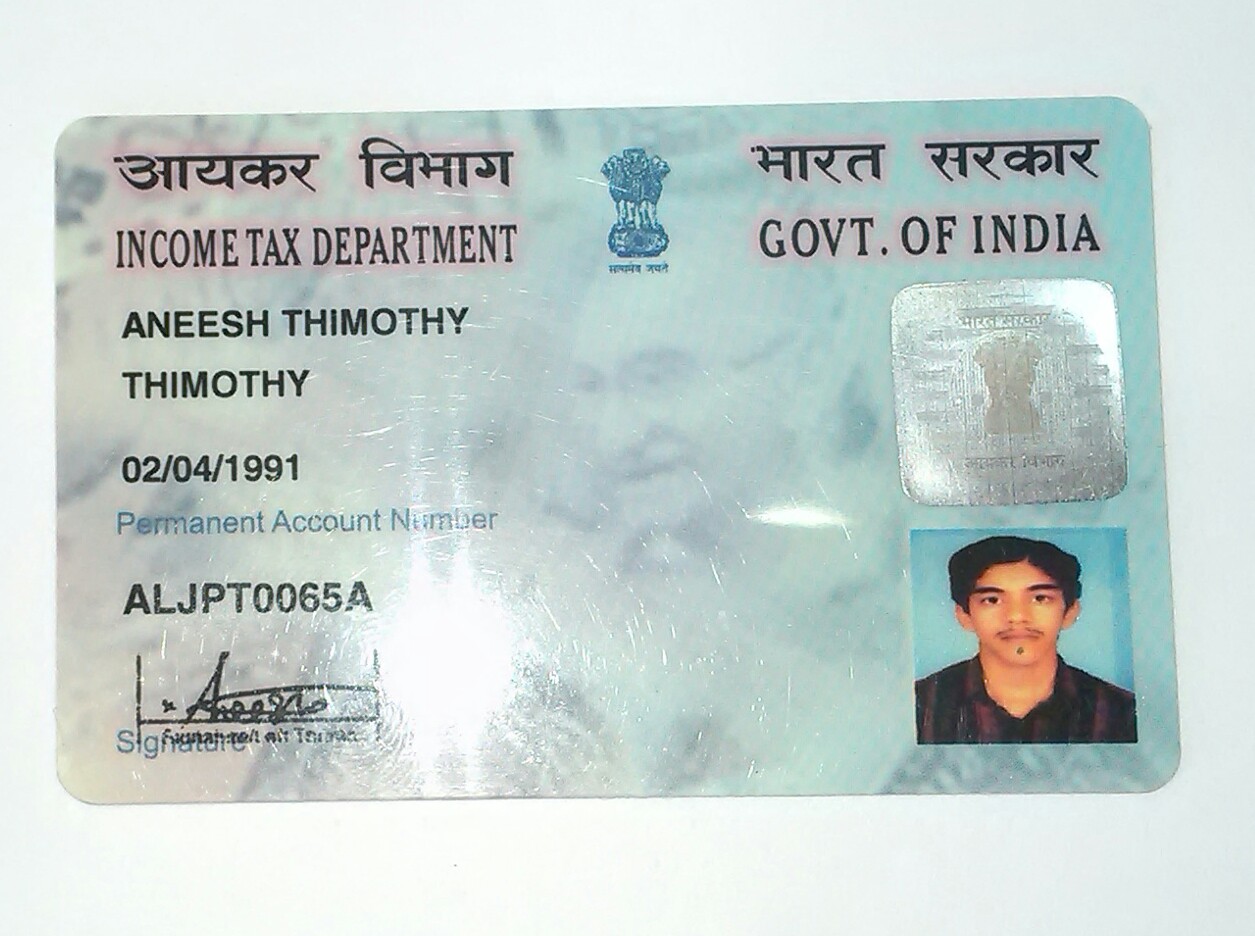 आयकर विभाग
INCOME TAX DEPARTMENT
सत्यमेव जयते
भारत सरकार
GOVT. OF INDIA
ANEESH THIMOTHY
THIMOTHY
02/04/1991
Permanent Account Number
ALJPT0065A
Signature
भारत सरकार
आयकर विभाग